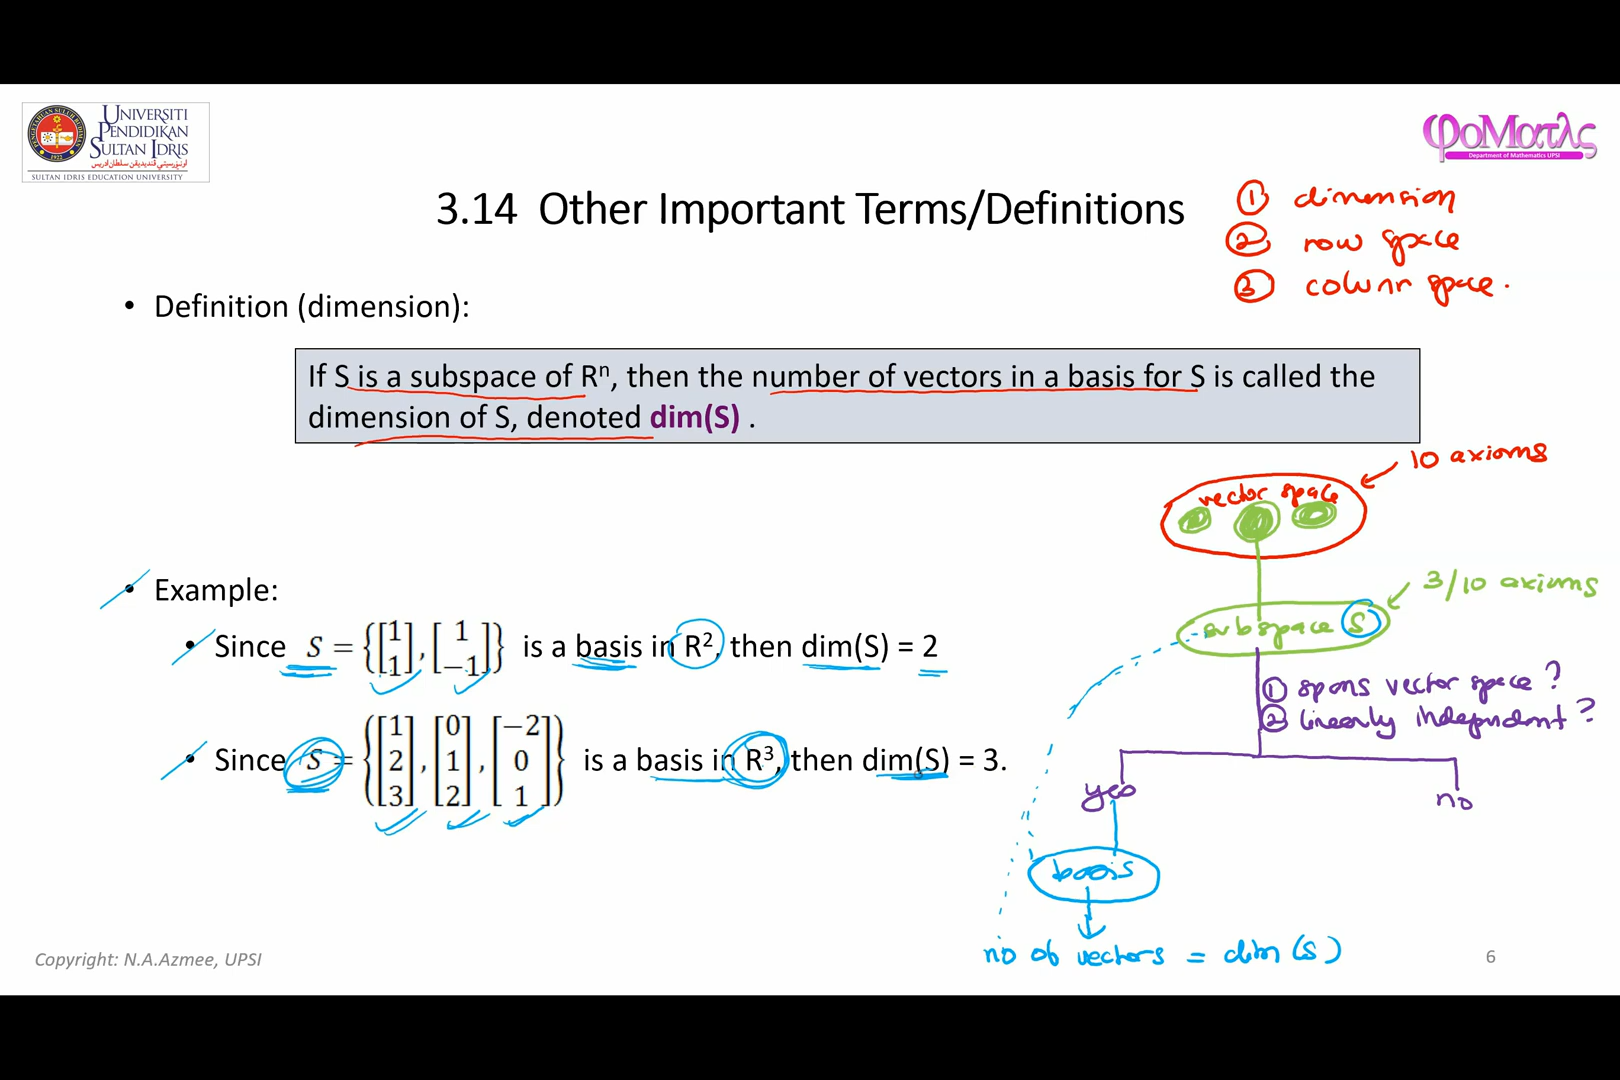 UNIVERSITI
PENDIDIKAN
SULTAN IDRIS
اونيۏرسيتي ڤنديديقن سلطان ادريس
SULTAN IDRIS EDUCATION UNIVERSITY
φοΜατλς
Department of Mathematics UPSI
3.14 Other Important Terms/Definitions
① dimension
② row space
③ column space.
• Definition (dimension):
If S is a subspace of Rⁿ, then the number of vectors in a basis for S is called the
dimension of S, denoted dim(S) .
10 axioms
vector space
3/10 axioms
subspace S
① spans vector space?
② linearly independent?
yes
no
basis
no of vectors = dim (S)
• Example:
• Since S = {[1 1], [1 −1]} is a basis in R², then dim(S) = 2
• Since S = {[1 2 3], [0 1 2], [−2 0 1]} is a basis in R³, then dim(S) = 3.
Copyright: N.A.Azmee, UPSI
6